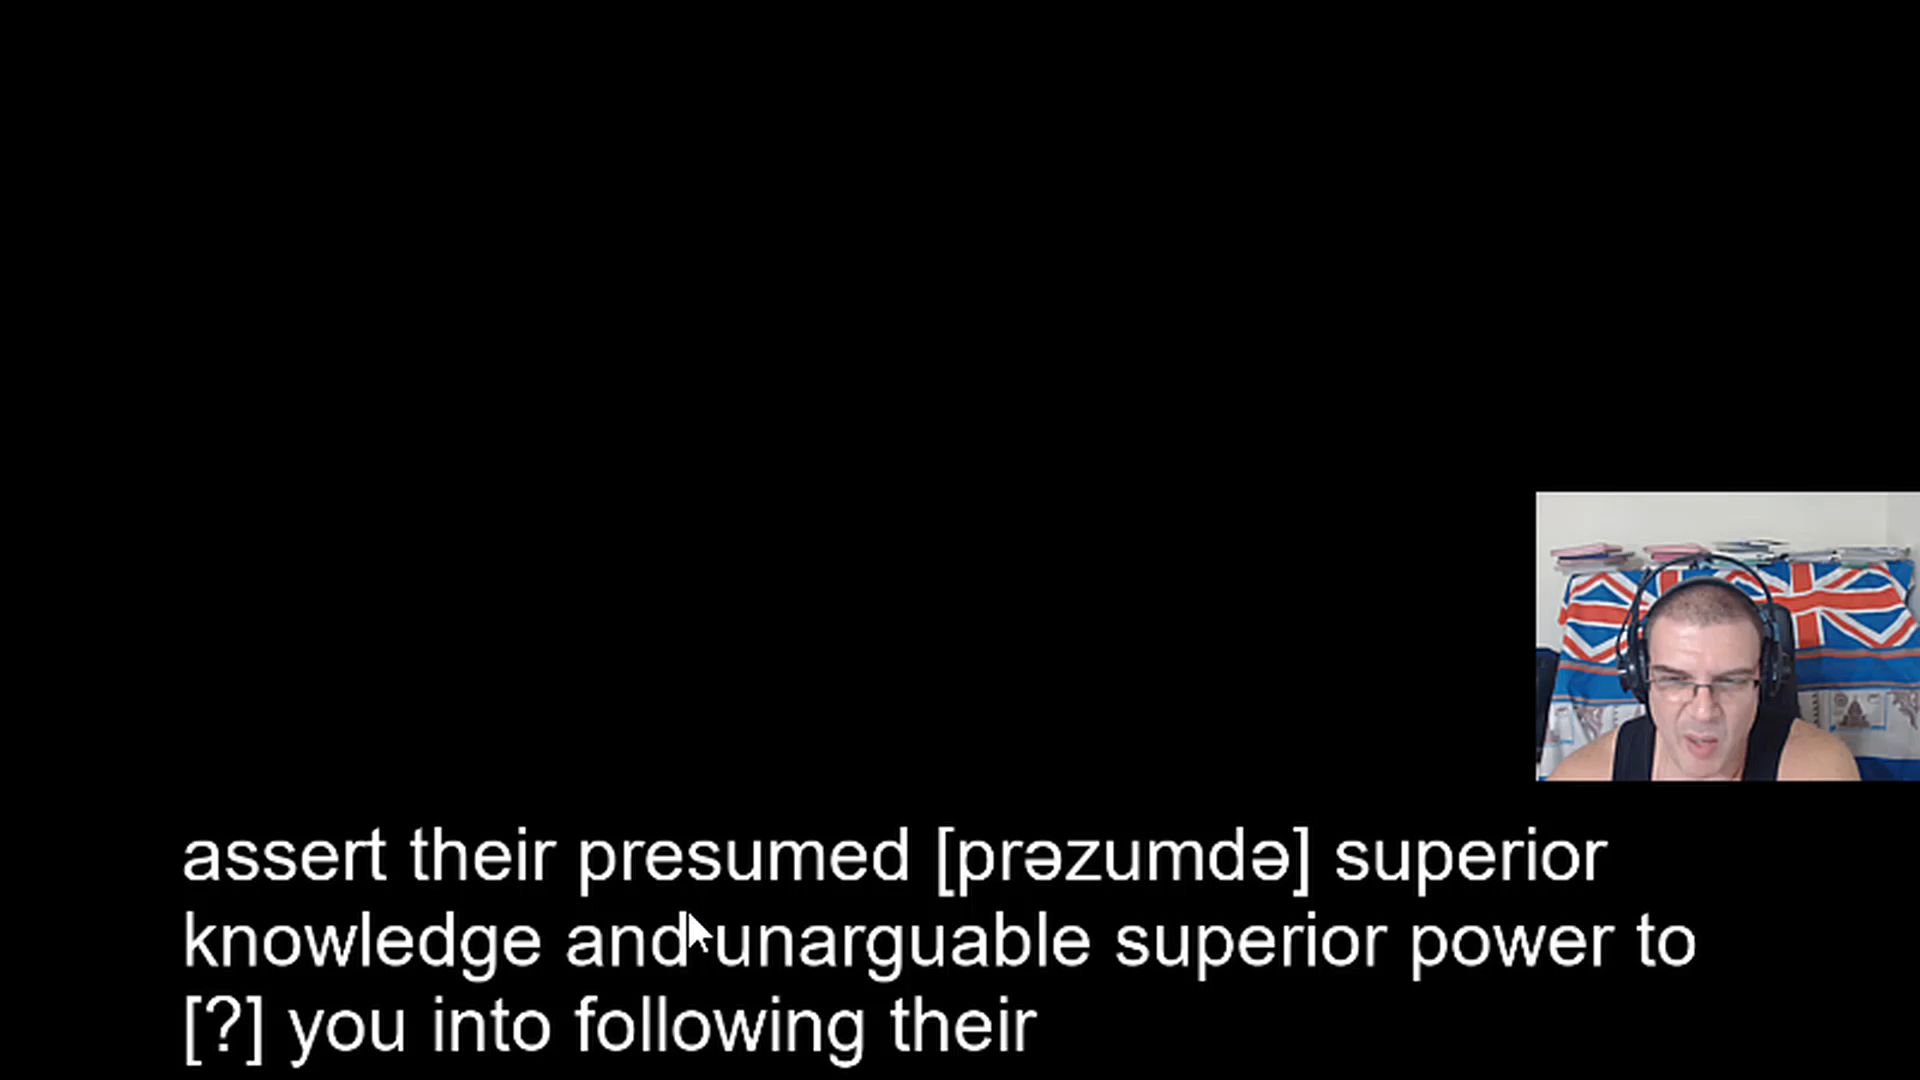 assert their presumed [prəzumdə] superior
knowledge and unarguable superior power to
[?] you into following their